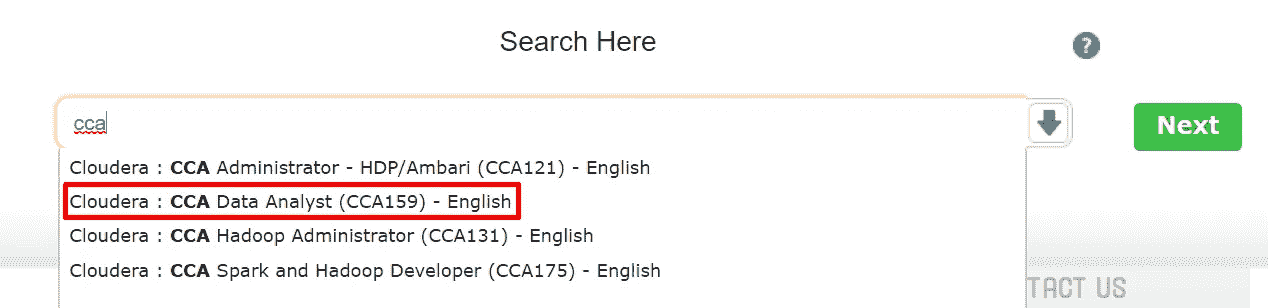 Search Here
?
cca
Next
Cloudera : CCA Administrator - HDP/Ambari (CCA121) - English
Cloudera : CCA Data Analyst (CCA159) - English
Cloudera : CCA Hadoop Administrator (CCA131) - English
Cloudera : CCA Spark and Hadoop Developer (CCA175) - English
TACT US